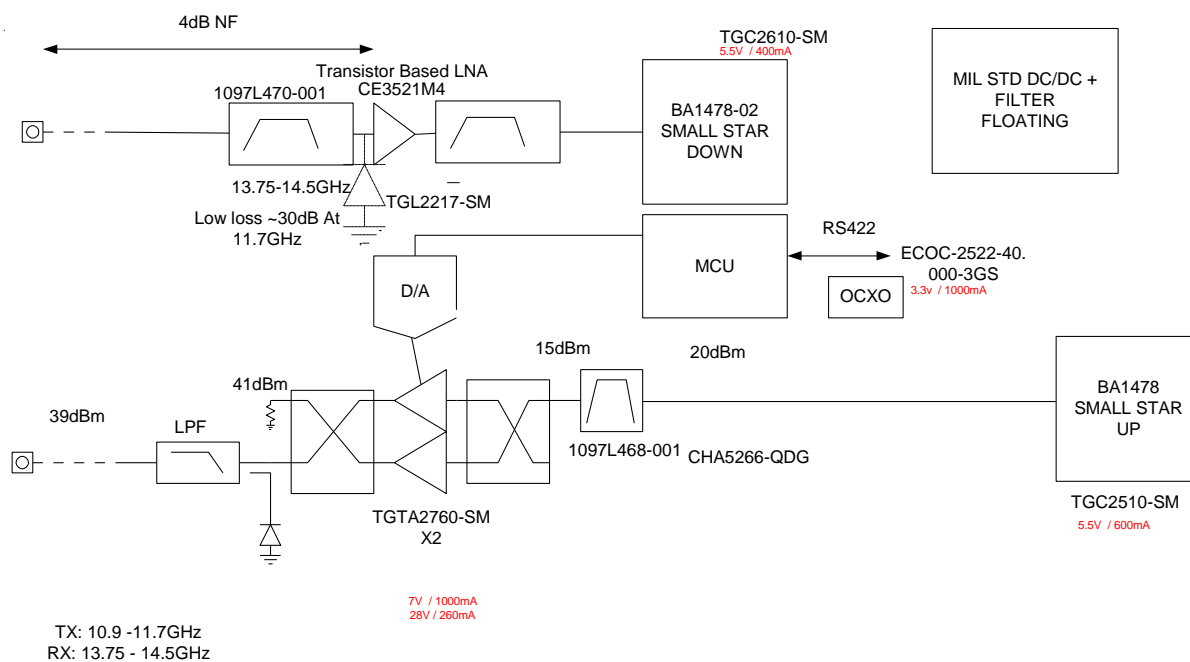 4dB NF
TGC2610-SM
5.5V / 400mA
Transistor Based LNA
CE3521M4
1097L470-001
MIL STD DC/DC +
FILTER
FLOATING
BA1478-02
SMALL STAR
DOWN
13.75-14.5GHz
TGL2217-SM
Low loss ~30dB At
11.7GHz
RS422
MCU
ECOC-2522-40.
000-3GS
3.3v / 1000mA
OCXO
D/A
15dBm
20dBm
41dBm
39dBm
LPF
BA1478
SMALL STAR
UP
1097L468-001
CHA5266-QDG
TGTA2760-SM
X2
TGC2510-SM
5.5V / 600mA
7V / 1000mA
28V / 260mA
TX: 10.9 -11.7GHz
RX: 13.75 - 14.5GHz